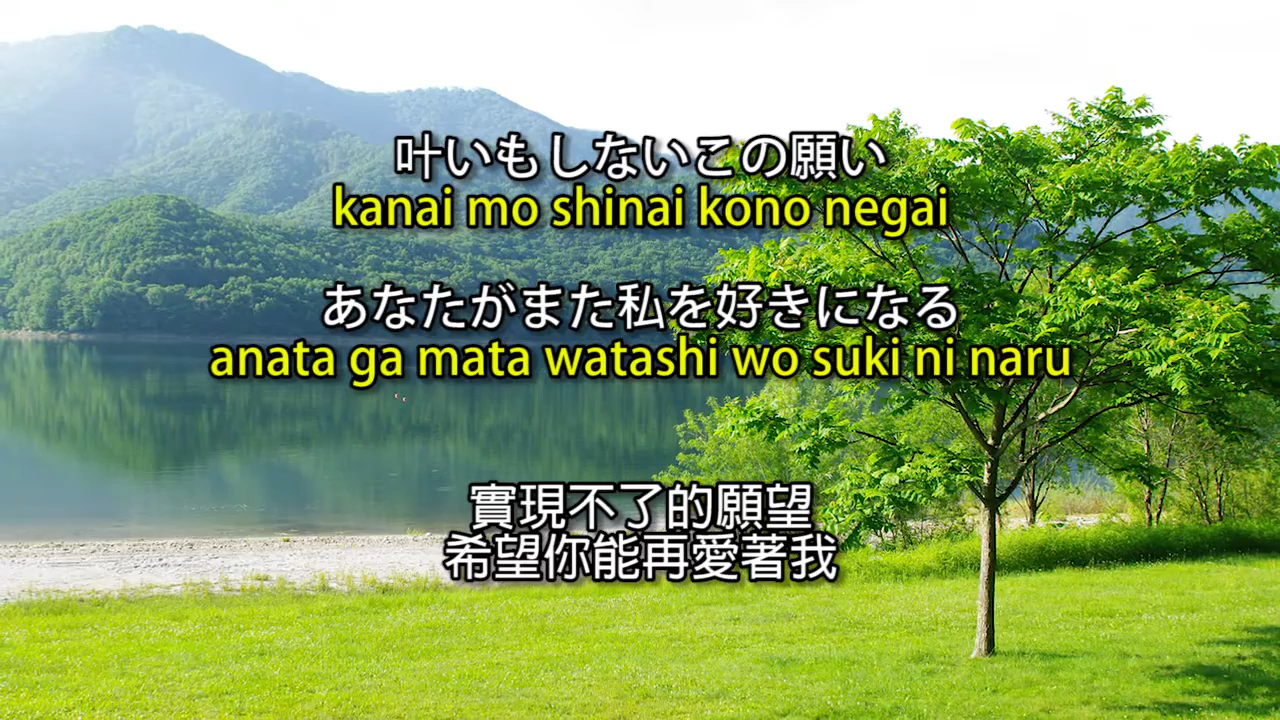 叶いもしないこの願い
kanai mo shinai kono negai
あなたがまた私を好きになる
anata ga mata watashi wo suki ni naru
實現不了的願望
希望你能再愛著我